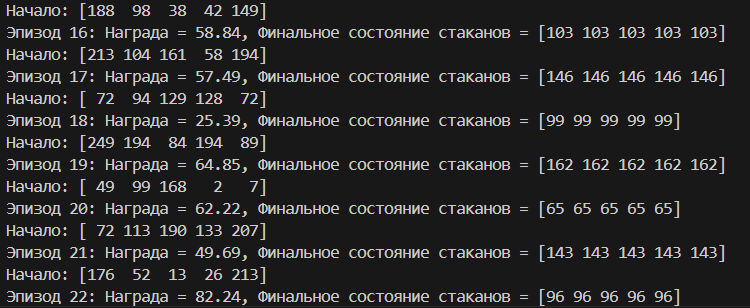 Начало: [188  98  38  42 149]
Эпизод 16: Награда = 58.84, Финальное состояние стаканов = [103 103 103 103 103]
Начало: [213 104 161  58 194]
Эпизод 17: Награда = 57.49, Финальное состояние стаканов = [146 146 146 146 146]
Начало: [ 72  94 129 128  72]
Эпизод 18: Награда = 25.39, Финальное состояние стаканов = [99 99 99 99 99]
Начало: [249 194  84 194  89]
Эпизод 19: Награда = 64.85, Финальное состояние стаканов = [162 162 162 162 162]
Начало: [ 49  99 168   2   7]
Эпизод 20: Награда = 62.22, Финальное состояние стаканов = [65 65 65 65 65]
Начало: [ 72 113 190 133 207]
Эпизод 21: Награда = 49.69, Финальное состояние стаканов = [143 143 143 143 143]
Начало: [176  52  13  26 213]
Эпизод 22: Награда = 82.24, Финальное состояние стаканов = [96 96 96 96 96]